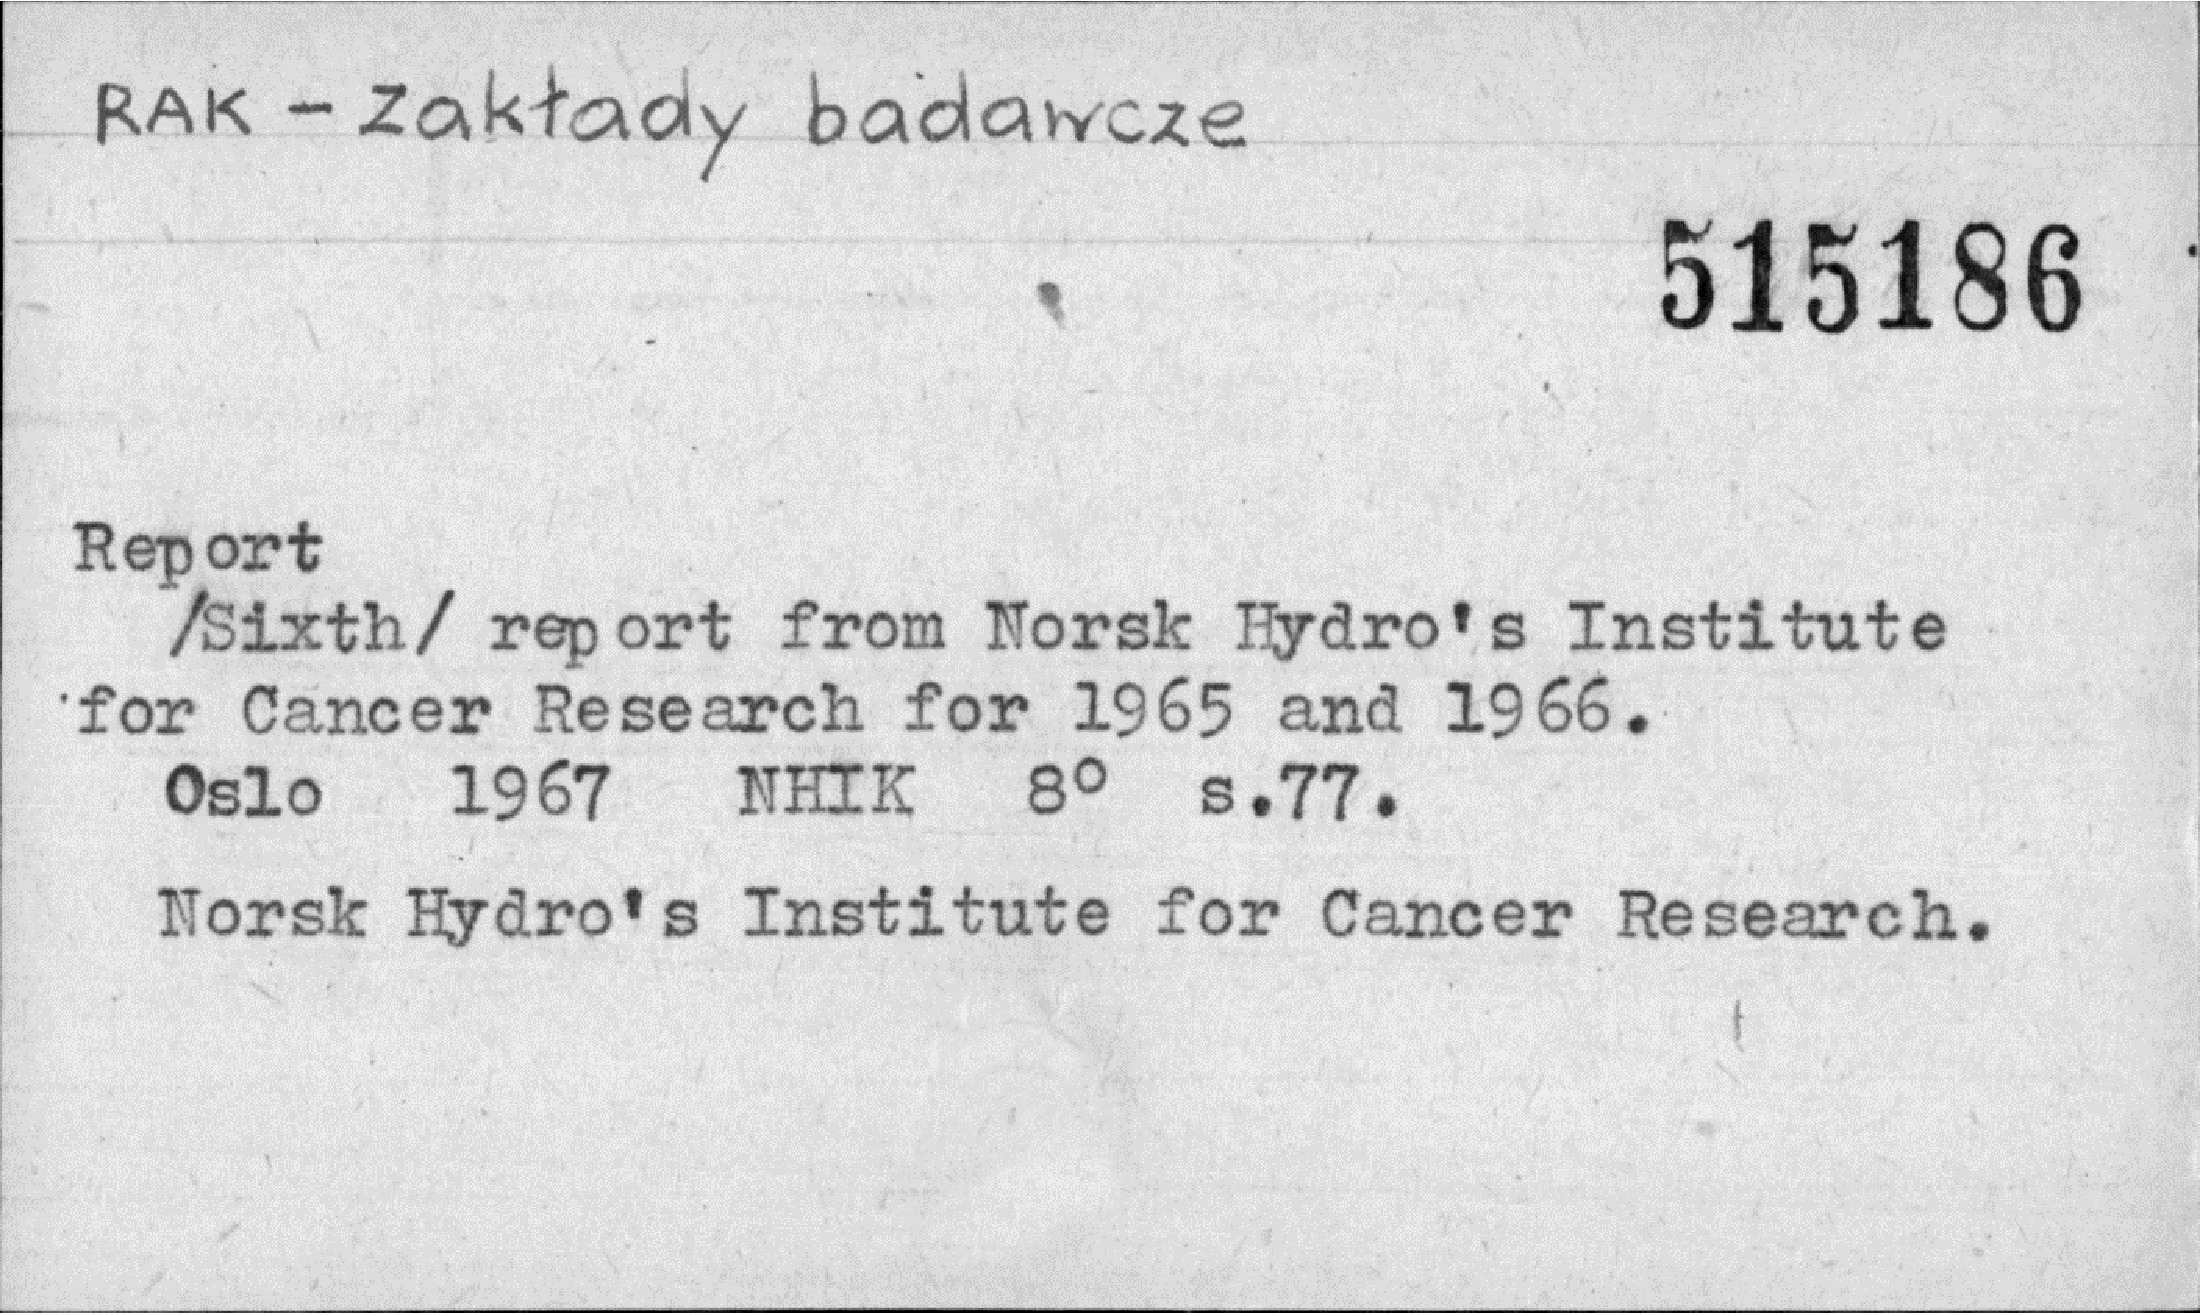 RAK - zakłady badawcze
515186
Report
/Sixth/ report from Norsk Hydro's Institute
for Cancer Research for 1965 and 1966.
Oslo 1967 NHIK 8° s.77.
Norsk Hydro's Institute for Cancer Research.